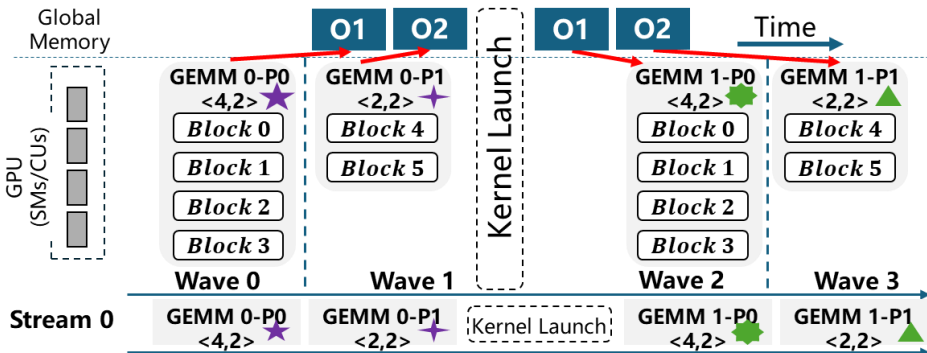 Global
Memory
O1
O2
O1
O2
Time
GPU
(SMs/CUs)
GEMM 0-P0
<4,2>
Block 0
Block 1
Block 2
Block 3
GEMM 0-P1
<2,2>
Block 4
Block 5
Kernel Launch
GEMM 1-P0
<4,2>
Block 0
Block 1
Block 2
Block 3
GEMM 1-P1
<2,2>
Block 4
Block 5
Wave 0
Wave 1
Wave 2
Wave 3
Stream 0
GEMM 0-P0
<4,2>
GEMM 0-P1
<2,2>
Kernel Launch
GEMM 1-P0
<4,2>
GEMM 1-P1
<2,2>